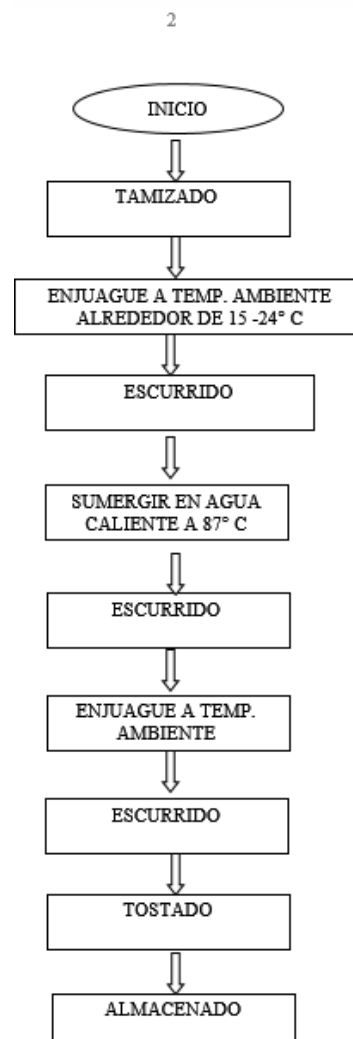 2
INICIO
TAMIZADO
ENJUAGUE A TEMP. AMBIENTE
ALREDEDOR DE 15 -24° C
ESCURRIDO
SUMERGIR EN AGUA
CALIENTE A 87° C
ESCURRIDO
ENJUAGUE A TEMP.
AMBIENTE
ESCURRIDO
TOSTADO
ALMACENADO